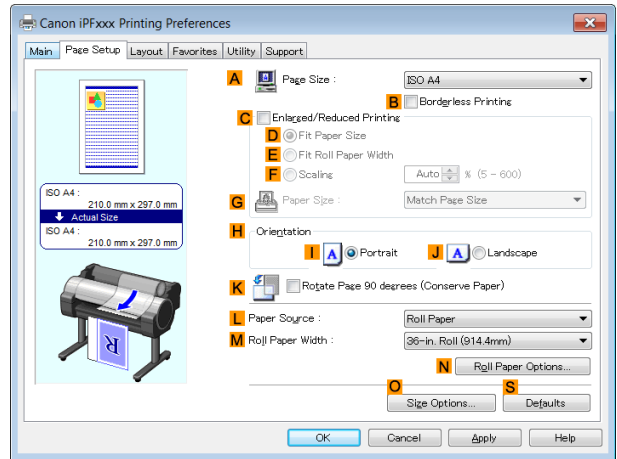 Canon iPFxxx Printing Preferences
Main Page Setup Layout Favorites Utility Support
A Page Size : ISO A4
B Borderless Printing
C Enlarged/Reduced Printing
D Fit Paper Size
E Fit Roll Paper Width
F Scaling Auto % (5 - 600)
G Paper Size : Match Page Size
ISO A4 :
210.0 mm x 297.0 mm
Actual Size
ISO A4 :
210.0 mm x 297.0 mm
H Orientation
I A Portrait J A Landscape
K Rotate Page 90 degrees (Conserve Paper)
L Paper Source : Roll Paper
M Roll Paper Width : 36-in. Roll (914.4mm)
R
N Roll Paper Options...
O S
Size Options... Defaults
OK Cancel Apply Help